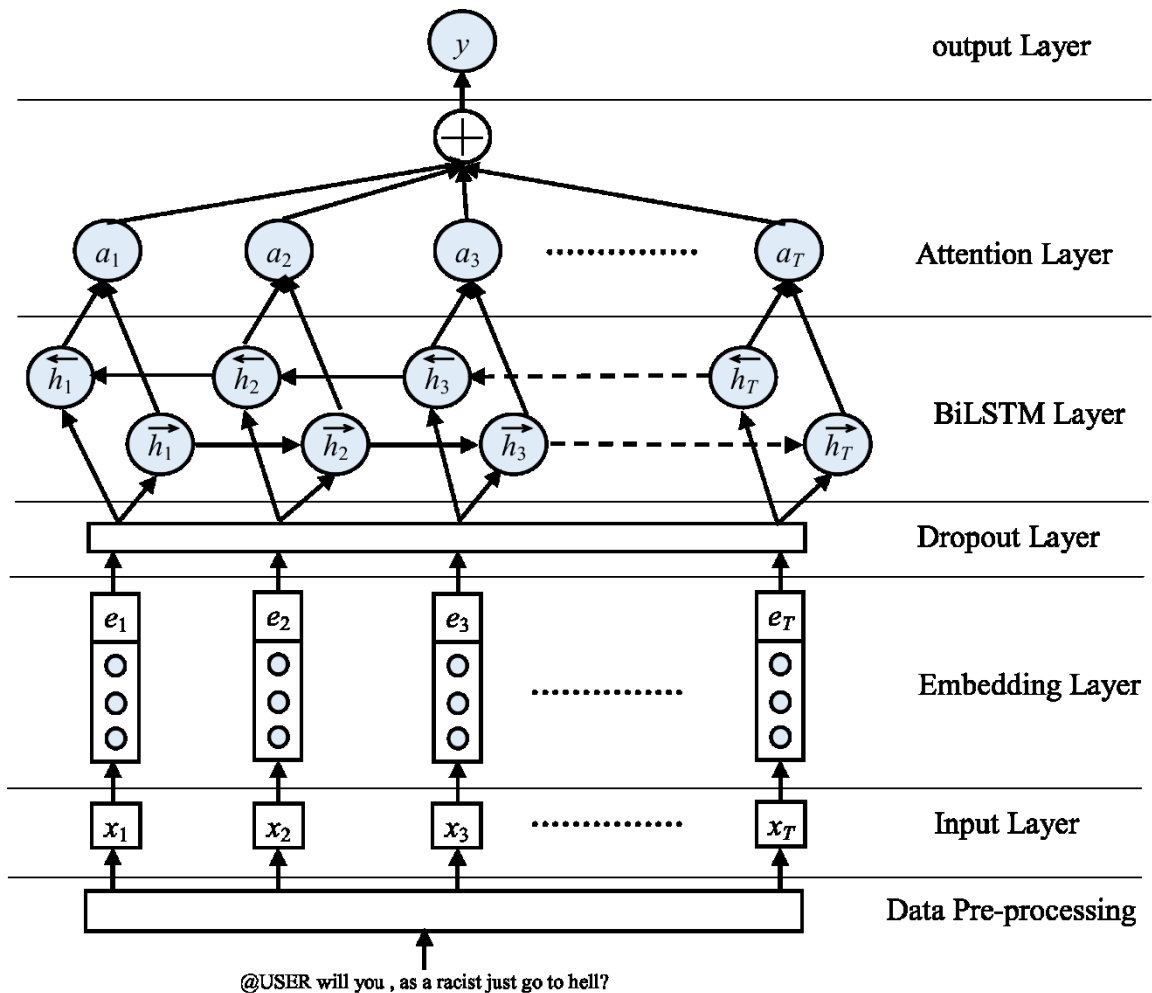 y
output Layer
+
a1 a2 a3 ................ aT
Attention Layer
←h1 ←h2 ←h3 ←hT
→h1 →h2 →h3 →hT
BiLSTM Layer
Dropout Layer
e1 e2 e3 eT
................
Embedding Layer
x1 x2 x3 ................ xT
Input Layer
Data Pre-processing
@USER will you , as a racist just go to hell?